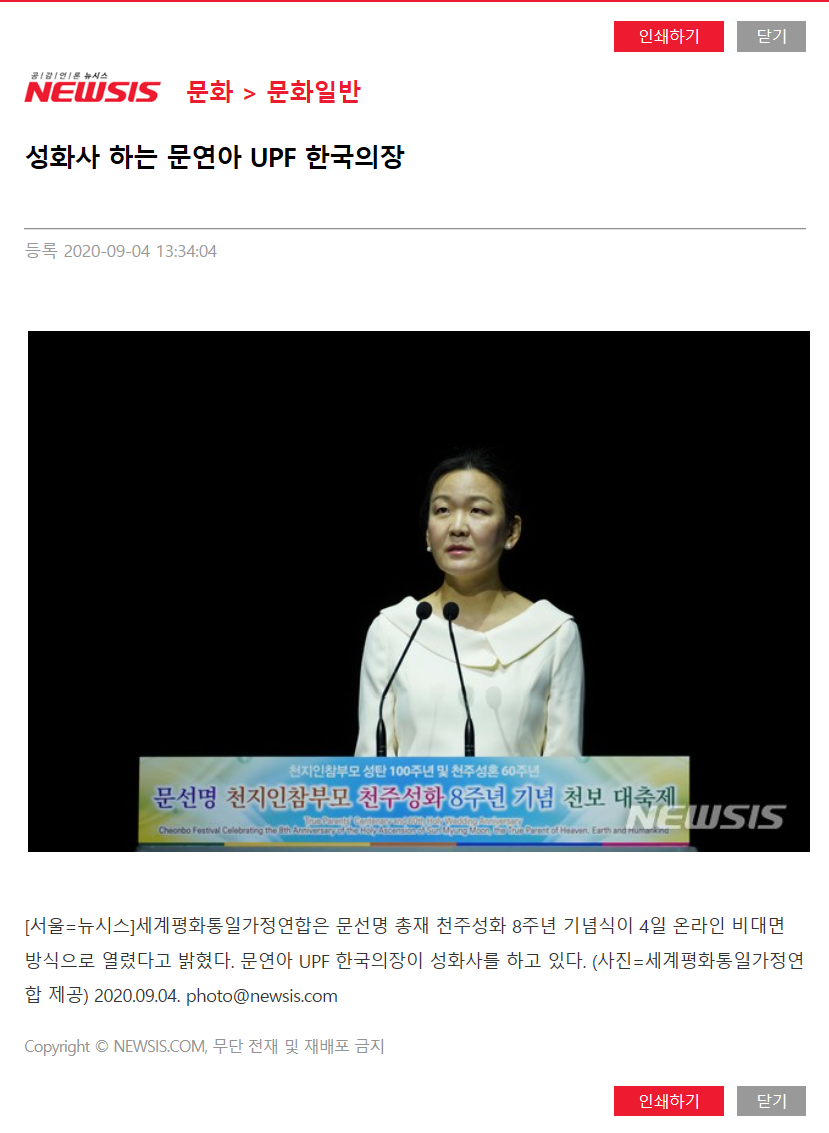 인쇄하기 닫기
공|감|언|론 뉴시스
NEWSIS 문화 > 문화일반
성화사 하는 문연아 UPF 한국의장
등록 2020-09-04 13:34:04
천지인참부모 성탄 100주년 및 천주성혼 60주년
문선명 천지인참부모 천주성화 8주년 기념 천보 대축제
True Parents' Centenary and 60th Holy Wedding Anniversary
Cheonbo Festival Celebrating the 8th Anniversary of the Holy Ascension of Sun Myung Moon, the True Parent of Heaven, Earth and Humankind
NEWSIS
[서울=뉴시스]세계평화통일가정연합은 문선명 총재 천주성화 8주년 기념식이 4일 온라인 비대면
방식으로 열렸다고 밝혔다. 문연아 UPF 한국의장이 성화사를 하고 있다. (사진=세계평화통일가정연
합 제공) 2020.09.04. photo@newsis.com
Copyright © NEWSIS.COM, 무단 전재 및 재배포 금지
인쇄하기 닫기